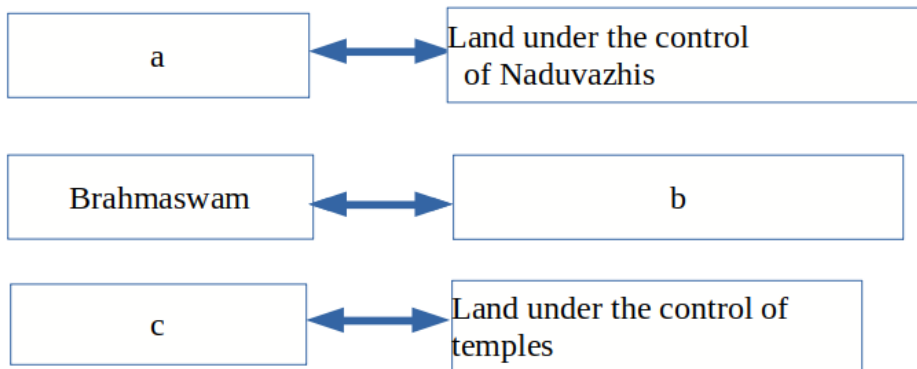 a
Land under the control
of Naduvazhis
Brahmaswam
b
c
Land under the control of
temples